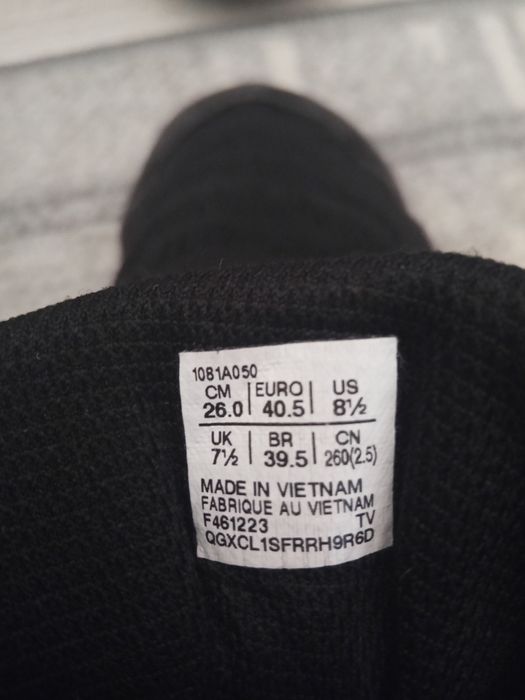 1081A050
CM | EURO | US
26.0 | 40.5 | 8½
UK | BR | CN
7½ | 39.5 | 260(2.5)
MADE IN VIETNAM
FABRIQUE AU VIETNAM
F461223 TV
QGXCL1SFRRH9R6D